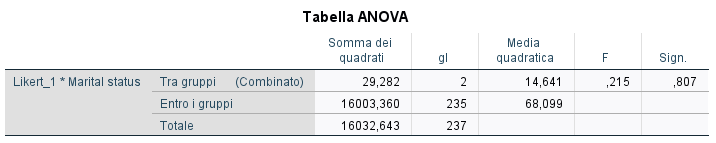 Tabella ANOVA
Somma dei quadrati gl Media quadratica F Sign.
Likert_1 * Marital status Tra gruppi (Combinato) 29,282 2 14,641 ,215 ,807
Entro i gruppi 16003,360 235 68,099
Totale 16032,643 237